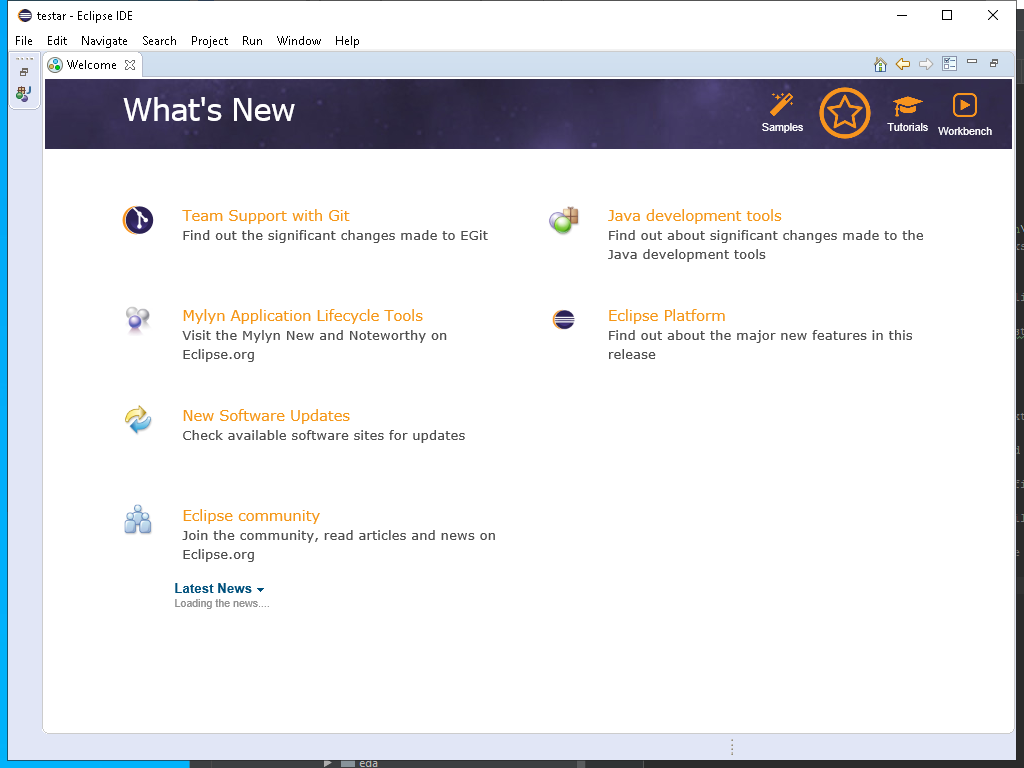 testar - Eclipse IDE
File Edit Navigate Search Project Run Window Help
Welcome
What's New
Samples
Tutorials
Workbench
Team Support with Git
Find out the significant changes made to EGit
Java development tools
Find out about significant changes made to the
Java development tools
Mylyn Application Lifecycle Tools
Visit the Mylyn New and Noteworthy on
Eclipse.org
Eclipse Platform
Find out about the major new features in this
release
New Software Updates
Check available software sites for updates
Eclipse community
Join the community, read articles and news on
Eclipse.org
Latest News
Loading the news....
eda